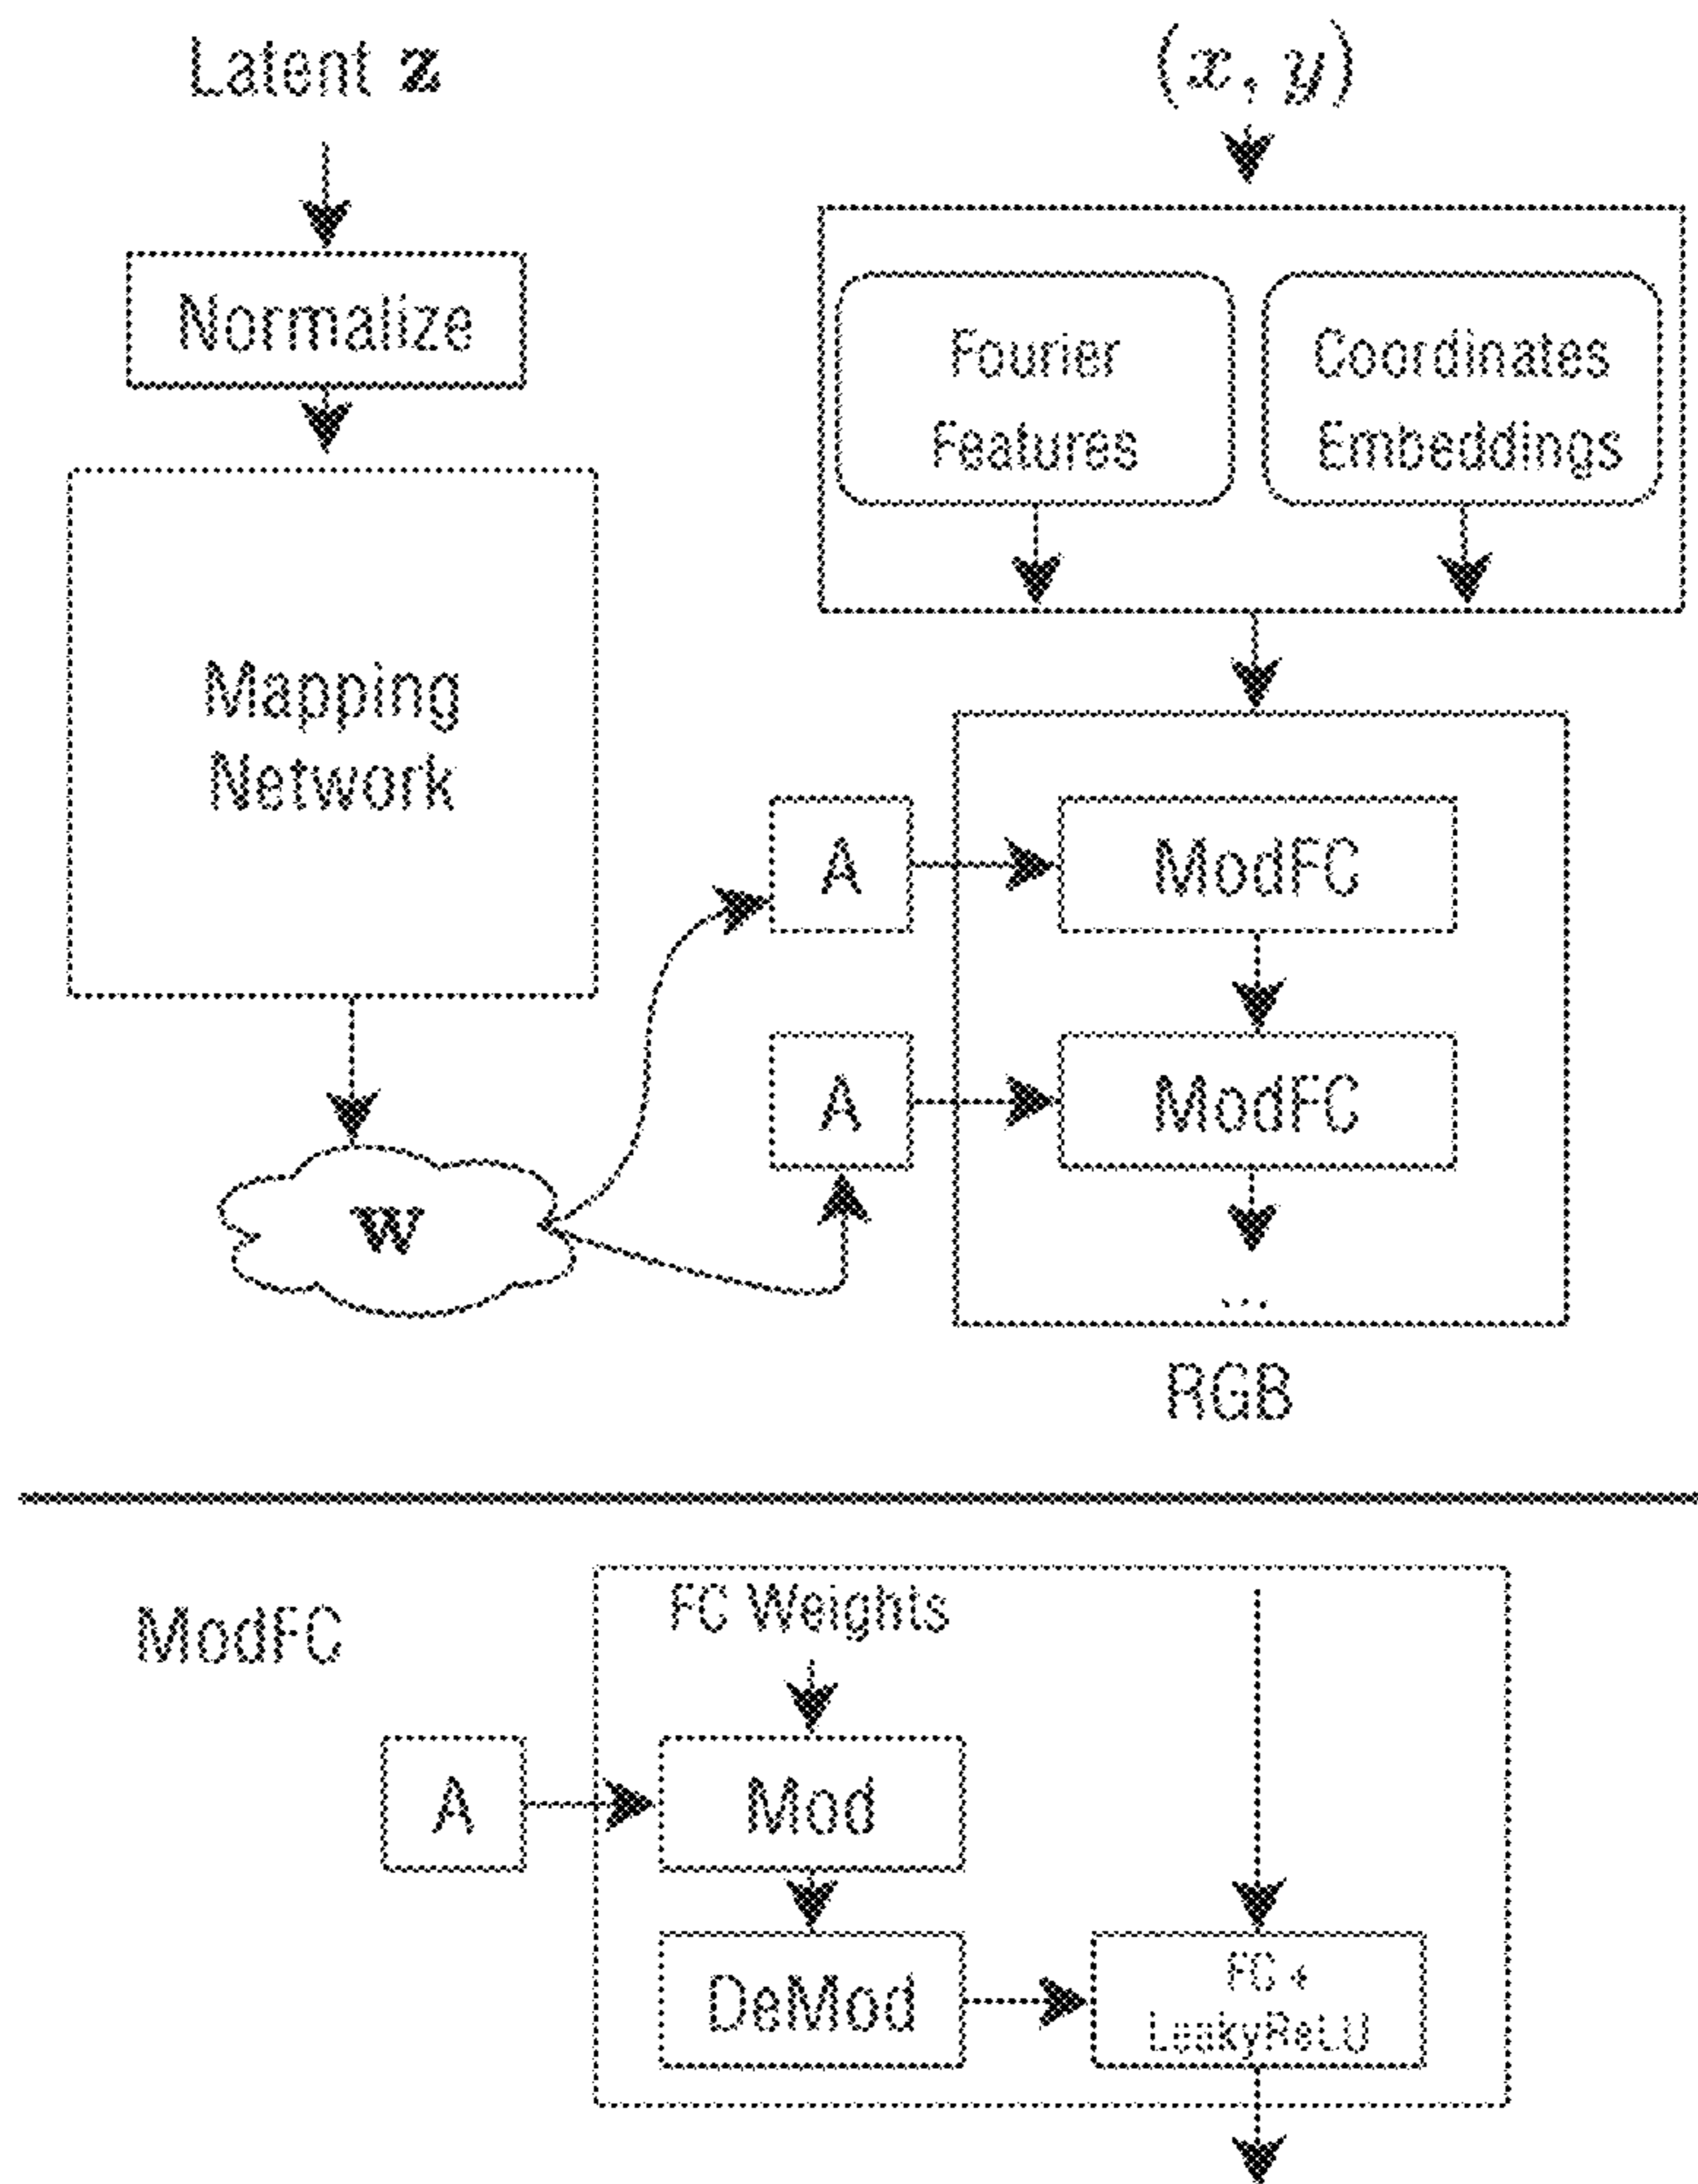 Latent z
(x, y)
Normalize
Fourier
Features
Coordinates
Embeddings
Mapping
Network
A
ModFC
A
ModFC
w
...
RGB
ModFC
FC Weights
A
Mod
DeMod
FC +
LeakyReLU